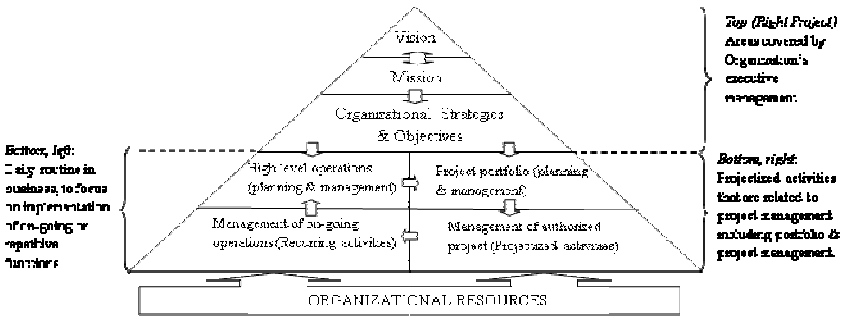 Vision
Mission
Organizational Strategies
& Objectives
High level operations
(planning & management)
Project portfolio (planning
& management)
Management of on-going
operations (Recurring activities)
Management of authorized
project (Projectized activities)
ORGANIZATIONAL RESOURCES
Top (Right Project)
Areas covered by
Organization's
executive
management
Bottom, left:
Daily routine in
business, to focus
on implementation
of on-going or
repetitive
functions
Bottom, right:
Projectized activities
that are related to
project management
including portfolio &
project management.